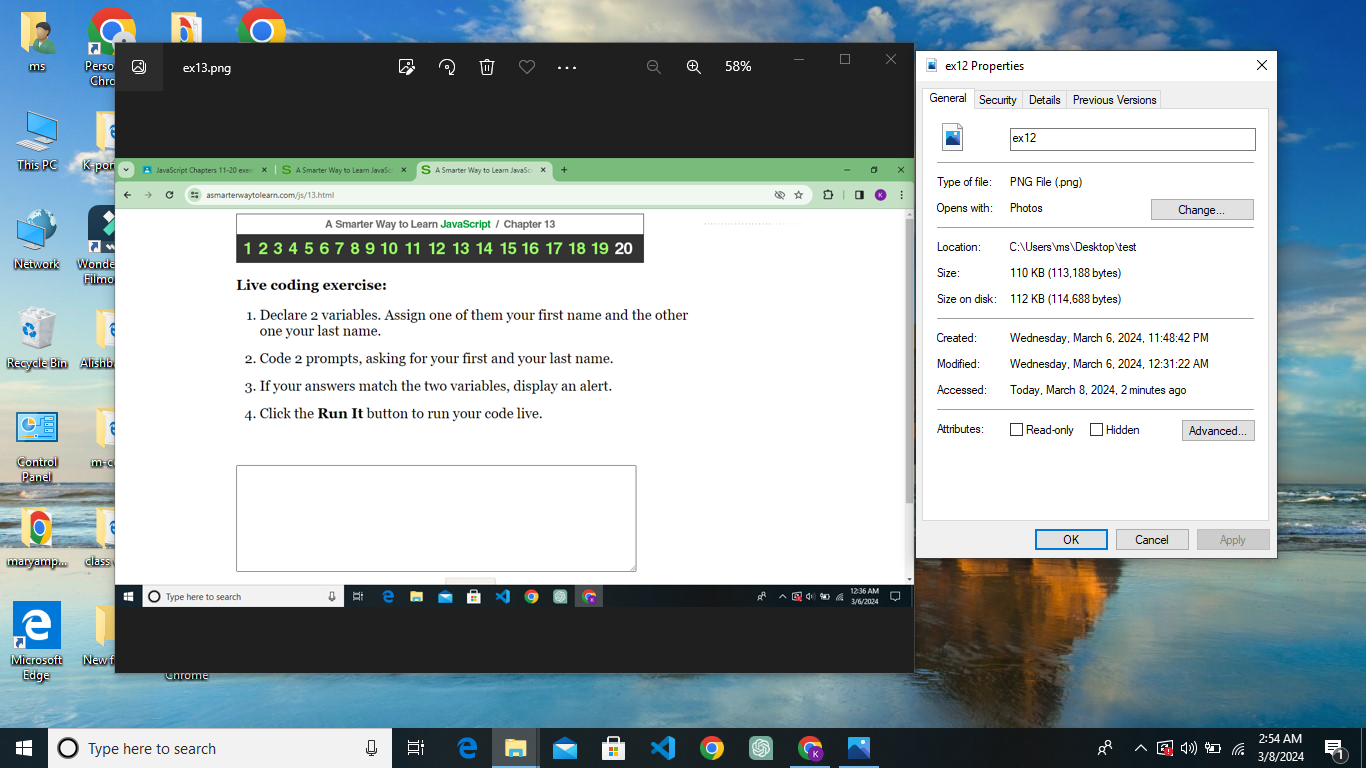 ms
This PC
Network
Recycle Bin
Control
Panel
maryamp...
Microsoft
Edge
Perso
Chro
K-po
Wonde
Filmo
Alishb
m-c
class
New f
Chrome
ex13.png
58%
JavaScript Chapters 11-20 exer
A Smarter Way to Learn JavaSc
A Smarter Way to Learn JavaSc
asmarterwaytolearn.com/js/13.html
K
A Smarter Way to Learn JavaScript / Chapter 13
1 2 3 4 5 6 7 8 9 10 11 12 13 14 15 16 17 18 19 20
Live coding exercise:
1. Declare 2 variables. Assign one of them your first name and the other
one your last name.
2. Code 2 prompts, asking for your first and your last name.
3. If your answers match the two variables, display an alert.
4. Click the Run It button to run your code live.
Type here to search
K
12:36 AM
3/6/2024
ex12 Properties
General Security Details Previous Versions
ex12
Type of file: PNG File (.png)
Opens with: Photos Change...
Location: C:\Users\ms\Desktop\test
Size: 110 KB (113,188 bytes)
Size on disk: 112 KB (114,688 bytes)
Created: Wednesday, March 6, 2024, 11:48:42 PM
Modified: Wednesday, March 6, 2024, 12:31:22 AM
Accessed: Today, March 8, 2024, 2 minutes ago
Attributes: Read-only Hidden Advanced...
OK Cancel Apply
Type here to search
K
2:54 AM
3/8/2024
1